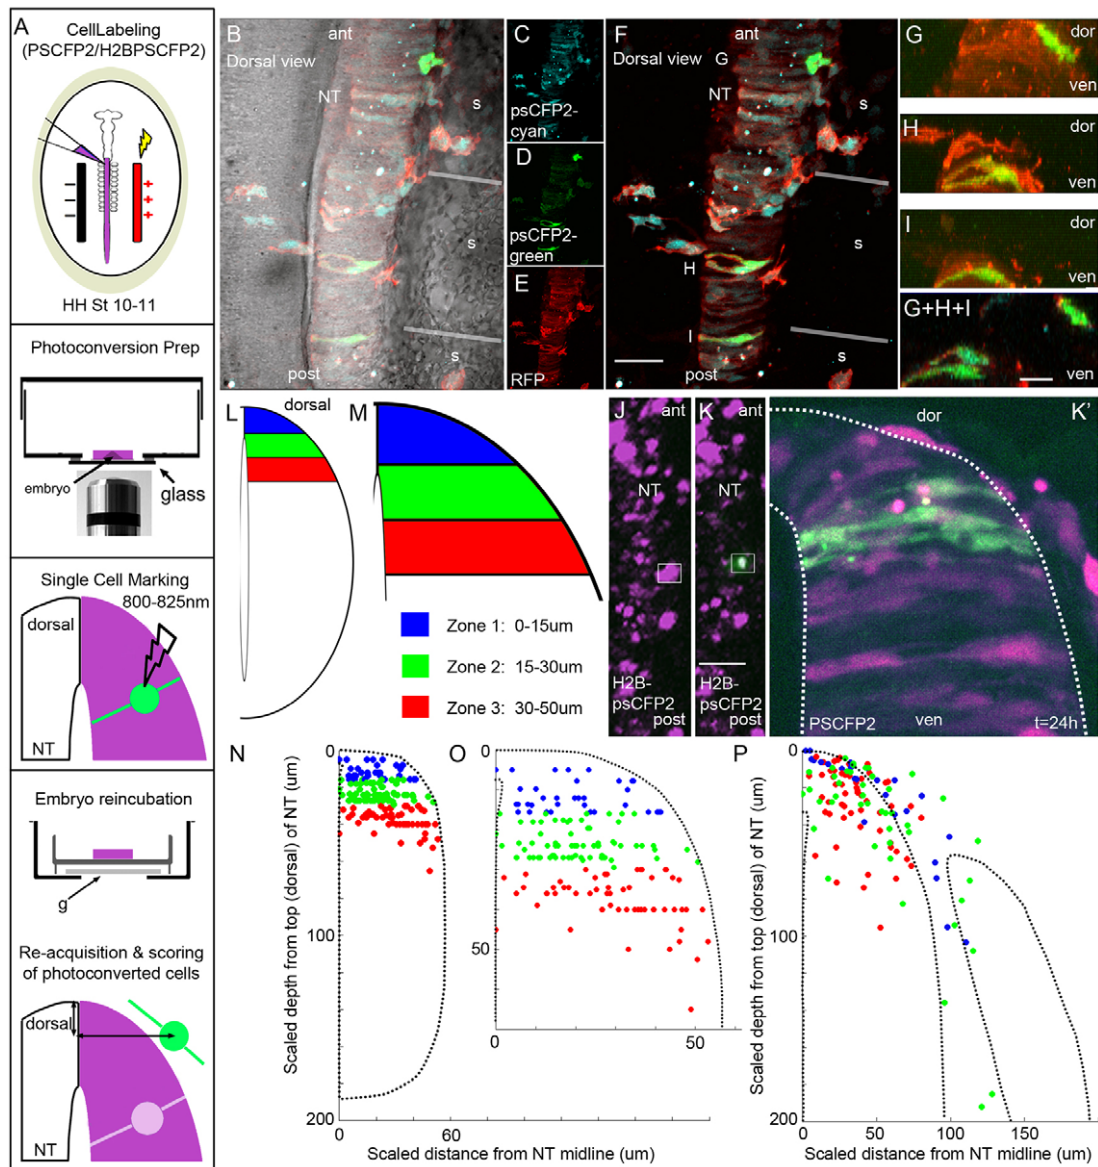 A
CellLabeling
(PSCFP2/H2BPSCFP2)
HH St 10-11
Photoconversion Prep
embryo
glass
Single Cell Marking
800-825nm
dorsal
NT
Embryo reincubation
g
Re-acquisition & scoring
of photoconverted cells
dorsal
NT
B
ant
Dorsal view
NT
s
s
H
I
s
post
C
psCFP2-
cyan
D
psCFP2-
green
E
RFP
F
ant
Dorsal view
G
NT
s
s
H
I
s
post
G
dor
ven
H
dor
ven
I
dor
ven
G+H+I
ven
L
dorsal
M
Zone 1: 0-15um
Zone 2: 15-30um
Zone 3: 30-50um
J
ant
NT
H2B-
psCFP2
post
K
ant
NT
H2B-
psCFP2
post
K'
dor
PSCFP2
ven
t=24h
N
Scaled depth from top (dorsal) of NT (um)
0
100
200
0
60
O
0
50
0
50
Scaled distance from NT midline (um)
P
Scaled depth from top (dorsal) of NT (um)
0
100
200
0
50
100
150
Scaled distance from NT midline (um)